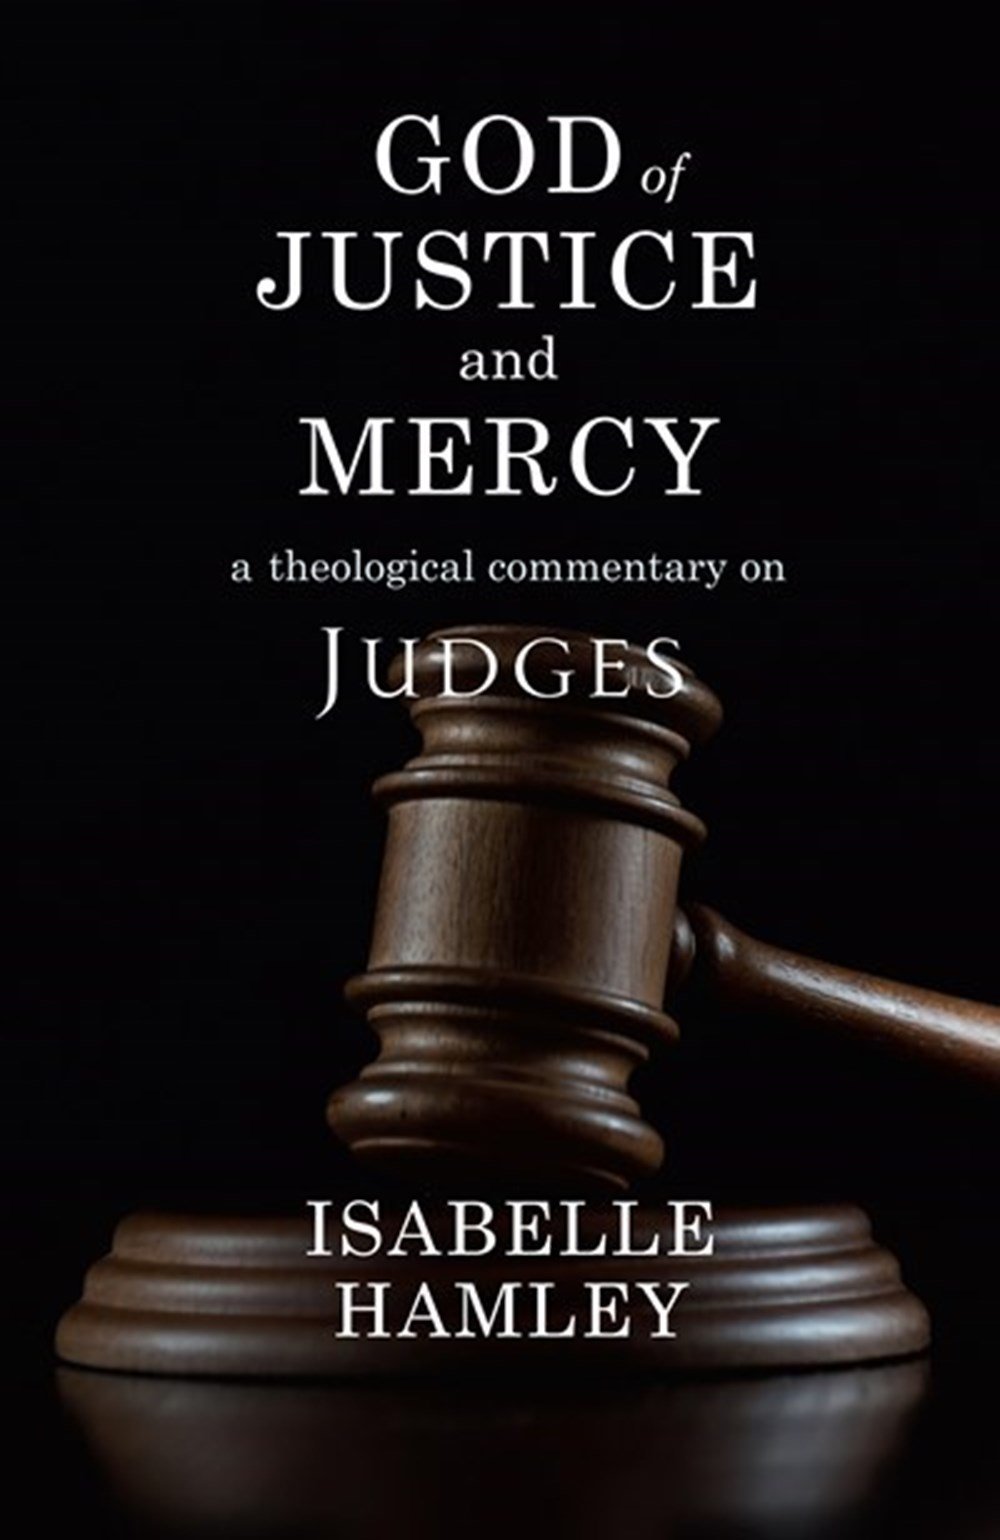 GOD of
JUSTICE
and
MERCY
a theological commentary on
JUDGES
ISABELLE
HAMLEY